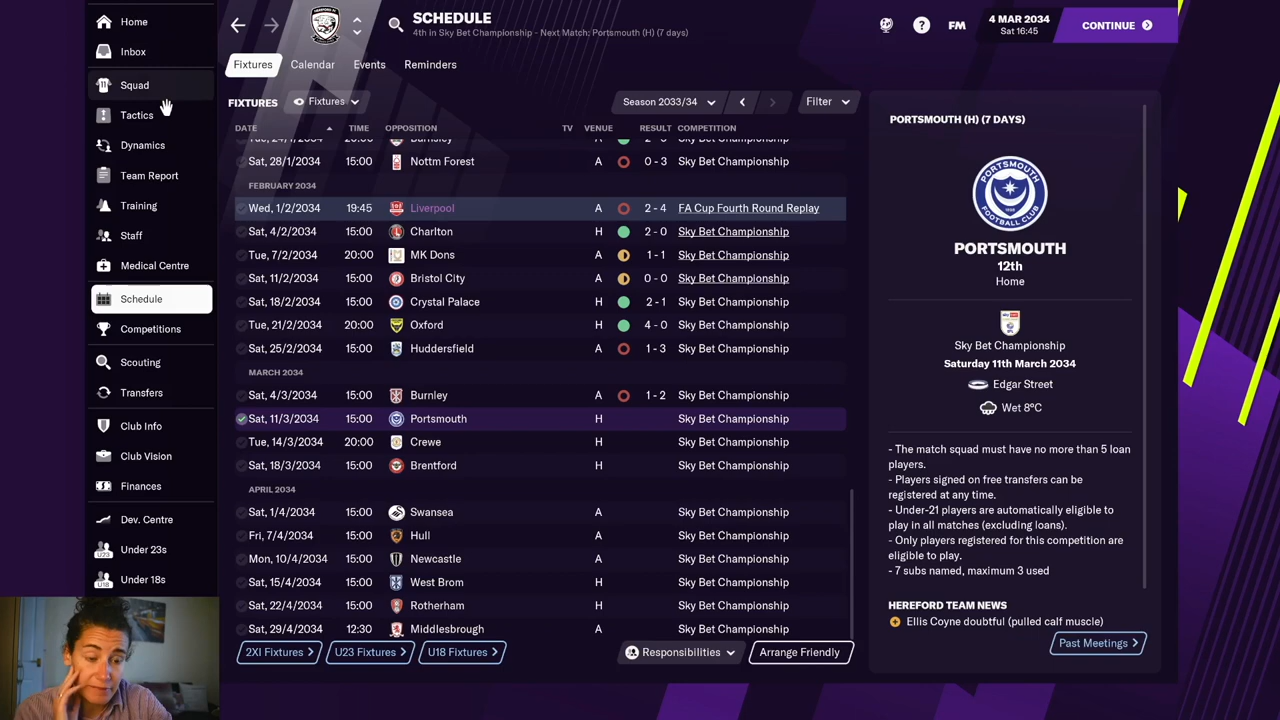 Home
Inbox
Squad
Tactics
Dynamics
Team Report
Training
Staff
Medical Centre
Schedule
Competitions
Scouting
Transfers
Club Info
Club Vision
Finances
Dev. Centre
Under 23s
Under 18s
SCHEDULE
4th in Sky Bet Championship - Next Match: Portsmouth (H) (7 days)
FM
4 MAR 2034
Sat 16:45
CONTINUE
Fixtures Calendar Events Reminders
FIXTURES Fixtures Season 2033/34 Filter
DATE TIME OPPOSITION TV VENUE RESULT COMPETITION
Sat, 28/1/2034 15:00 Nottm Forest A 0 - 3 Sky Bet Championship
FEBRUARY 2034
Wed, 1/2/2034 19:45 Liverpool A 2 - 4 FA Cup Fourth Round Replay
Sat, 4/2/2034 15:00 Charlton H 2 - 0 Sky Bet Championship
Tue, 7/2/2034 20:00 MK Dons A 1 - 1 Sky Bet Championship
Sat, 11/2/2034 15:00 Bristol City A 0 - 0 Sky Bet Championship
Sat, 18/2/2034 15:00 Crystal Palace H 2 - 1 Sky Bet Championship
Tue, 21/2/2034 20:00 Oxford H 4 - 0 Sky Bet Championship
Sat, 25/2/2034 15:00 Huddersfield A 1 - 3 Sky Bet Championship
MARCH 2034
Sat, 4/3/2034 15:00 Burnley A 1 - 2 Sky Bet Championship
Sat, 11/3/2034 15:00 Portsmouth H Sky Bet Championship
Tue, 14/3/2034 20:00 Crewe H Sky Bet Championship
Sat, 18/3/2034 15:00 Brentford H Sky Bet Championship
APRIL 2034
Sat, 1/4/2034 15:00 Swansea A Sky Bet Championship
Fri, 7/4/2034 15:00 Hull A Sky Bet Championship
Mon, 10/4/2034 15:00 Newcastle A Sky Bet Championship
Sat, 15/4/2034 15:00 West Brom H Sky Bet Championship
Sat, 22/4/2034 15:00 Rotherham H Sky Bet Championship
Sat, 29/4/2034 12:30 Middlesbrough A Sky Bet Championship
2XI Fixtures U23 Fixtures U18 Fixtures Responsibilities Arrange Friendly
PORTSMOUTH (H) (7 DAYS)
PORTSMOUTH
FOOTBALL CLUB
PORTSMOUTH
12th
Home
Sky Bet Championship
Saturday 11th March 2034
Edgar Street
Wet 8°C
- The match squad must have no more than 5 loan
players.
- Players signed on free transfers can be
registered at any time.
- Under-21 players are automatically eligible to
play in all matches (excluding loans).
- Only players registered for this competition are
eligible to play.
- 7 subs named, maximum 3 used
HEREFORD TEAM NEWS
Ellis Coyne doubtful (pulled calf muscle)
Past Meetings